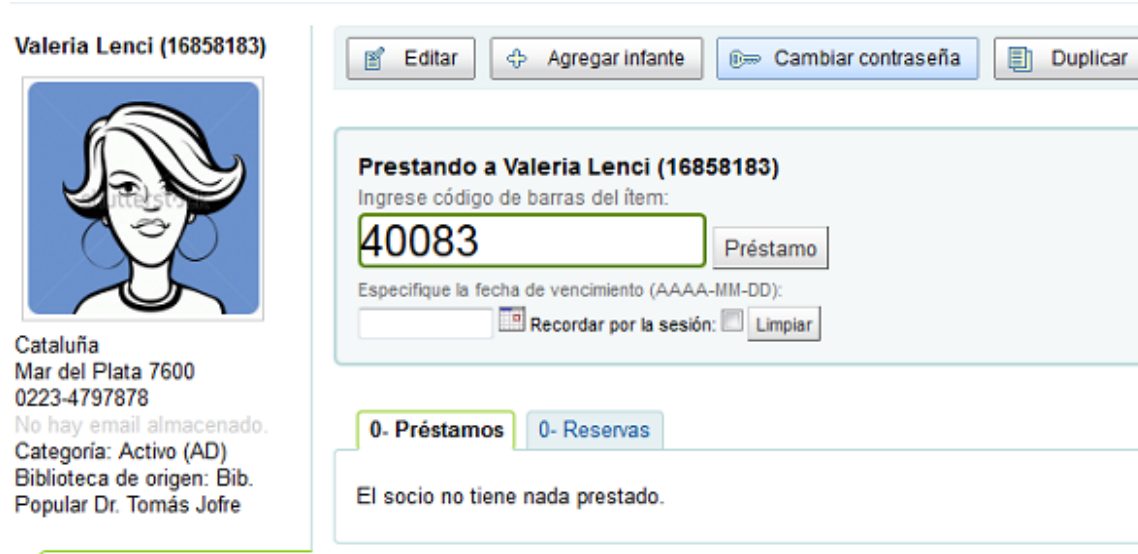 Valeria Lenci (16858183)
Cataluña
Mar del Plata 7600
0223-4797878
No hay email almacenado.
Categoría: Activo (AD)
Biblioteca de origen: Bib.
Popular Dr. Tomás Jofre
Editar
Agregar infante
Cambiar contraseña
Duplicar
Prestando a Valeria Lenci (16858183)
Ingrese código de barras del ítem:
40083
Préstamo
Especifique la fecha de vencimiento (AAAA-MM-DD):
Recordar por la sesión:
Limpiar
0- Préstamos
0- Reservas
El socio no tiene nada prestado.